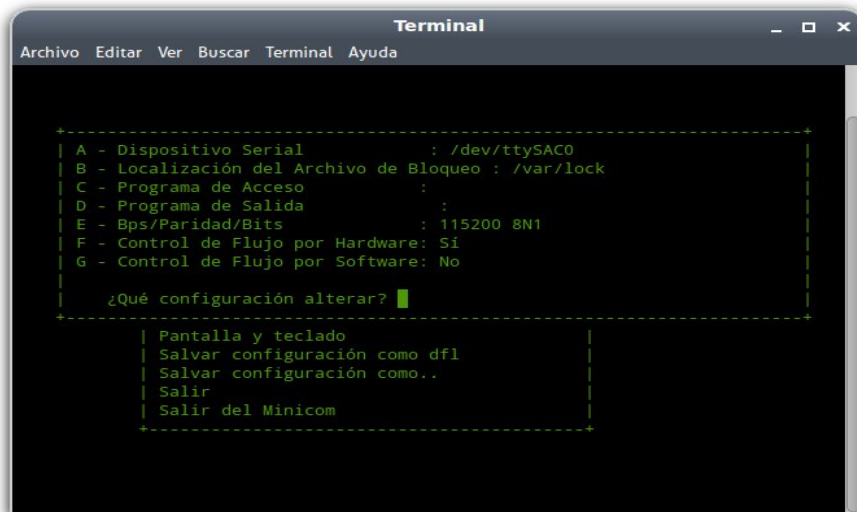 Terminal
Archivo Editar Ver Buscar Terminal Ayuda
A - Dispositivo Serial : /dev/ttySAC0
B - Localización del Archivo de Bloqueo : /var/lock
C - Programa de Acceso :
D - Programa de Salida :
E - Bps/Paridad/Bits : 115200 8N1
F - Control de Flujo por Hardware: Sí
G - Control de Flujo por Software: No
¿Qué configuración alterar?
Pantalla y teclado
Salvar configuración como dfl
Salvar configuración como..
Salir
Salir del Minicom